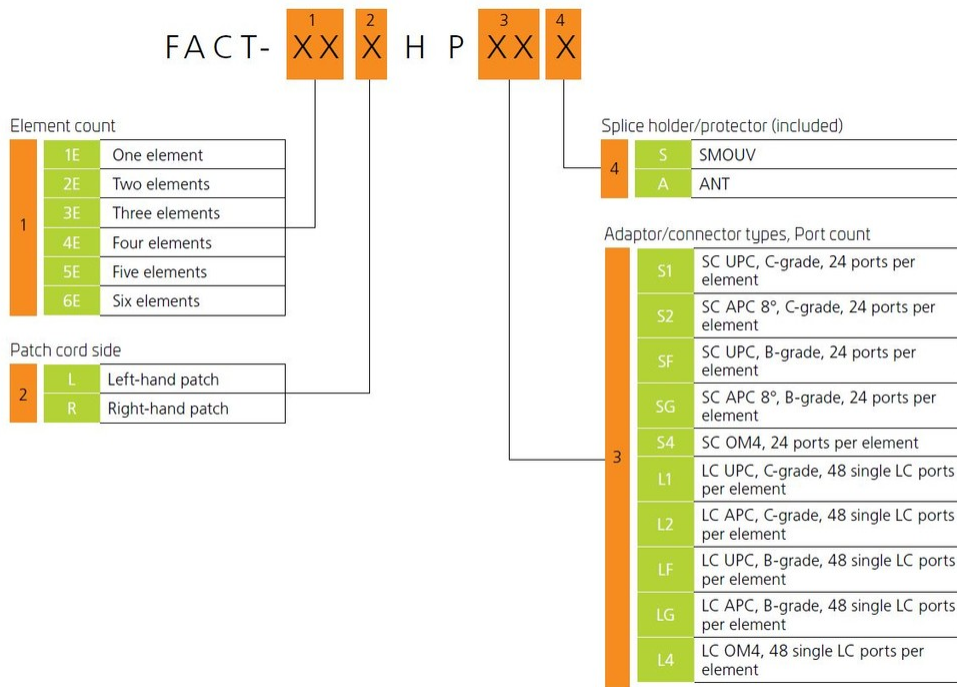 1 2 3 4
FACT- XX X H P XX X
Element count
1
1E One element
2E Two elements
3E Three elements
4E Four elements
5E Five elements
6E Six elements
Patch cord side
2
L Left-hand patch
R Right-hand patch
Splice holder/protector (included)
4
S SMOUV
A ANT
Adaptor/connector types, Port count
3
S1 SC UPC, C-grade, 24 ports per
element
S2 SC APC 8°, C-grade, 24 ports per
element
SF SC UPC, B-grade, 24 ports per
element
SG SC APC 8°, B-grade, 24 ports per
element
S4 SC OM4, 24 ports per element
L1 LC UPC, C-grade, 48 single LC ports
per element
L2 LC APC, C-grade, 48 single LC ports
per element
LF LC UPC, B-grade, 48 single LC ports
per element
LG LC APC, B-grade, 48 single LC ports
per element
L4 LC OM4, 48 single LC ports per
element